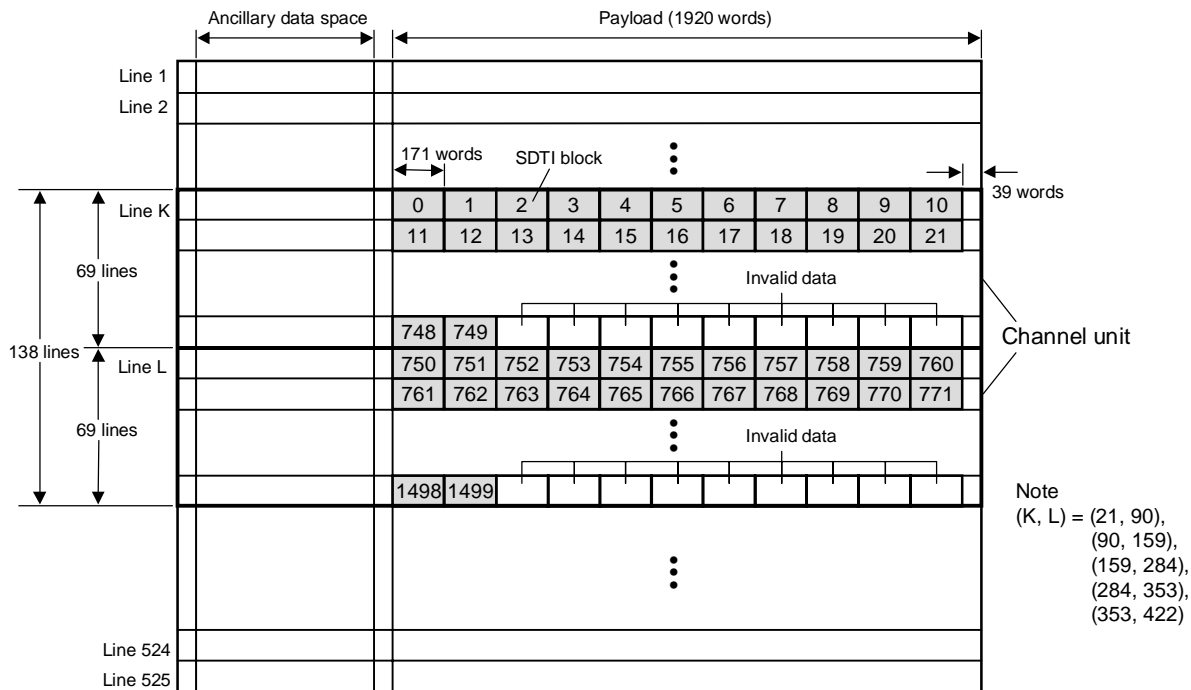 Ancillary data space
Payload (1920 words)
Line 1
Line 2
171 words
SDTI block
39 words
Line K
0 1 2 3 4 5 6 7 8 9 10
11 12 13 14 15 16 17 18 19 20 21
69 lines
Invalid data
748 749
Channel unit
138 lines
Line L
750 751 752 753 754 755 756 757 758 759 760
761 762 763 764 765 766 767 768 769 770 771
69 lines
Invalid data
1498 1499
Note
(K, L) = (21, 90),
(90, 159),
(159, 284),
(284, 353),
(353, 422)
Line 524
Line 525